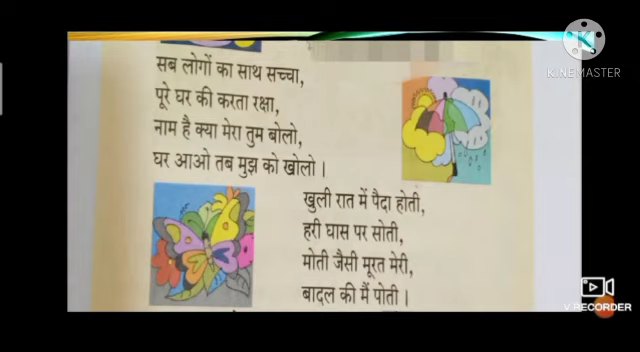 सब लोगों का साथ सच्चा,
पूरे घर की करता रक्षा,
नाम है क्या मेरा तुम बोलो,
घर आओ तब मुझ को खोलो ।
खुली रात में पैदा होती,
हरी घास पर सोती,
मोती जैसी मूरत मेरी,
बादल की मैं पोती ।
KINEMASTER
V.RECORDER